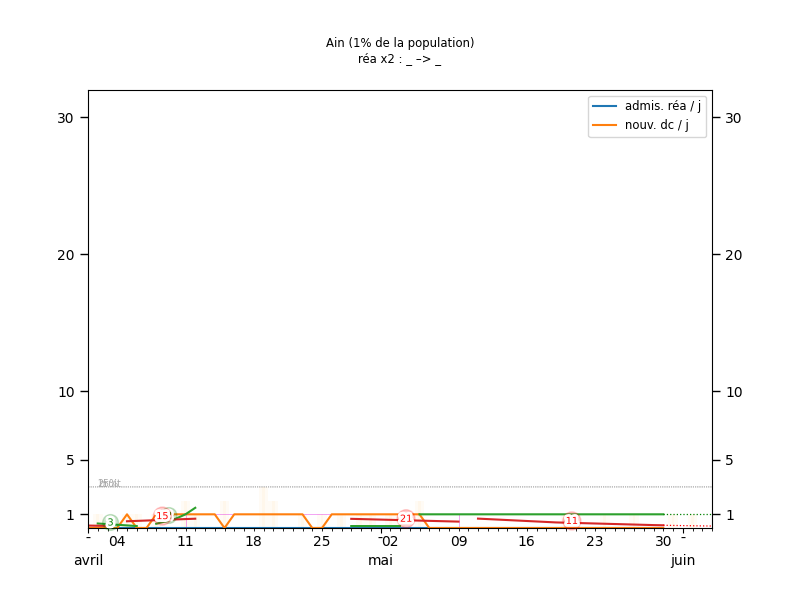 Ain (1% de la population)
réa x2 : _ –> _
admis. réa / j
nouv. dc / j
30 30
20 20
10 10
5 5
1 1
3 15 21 11
- 04 11 18 25 -02 09 16 23 30 -
avril mai juin